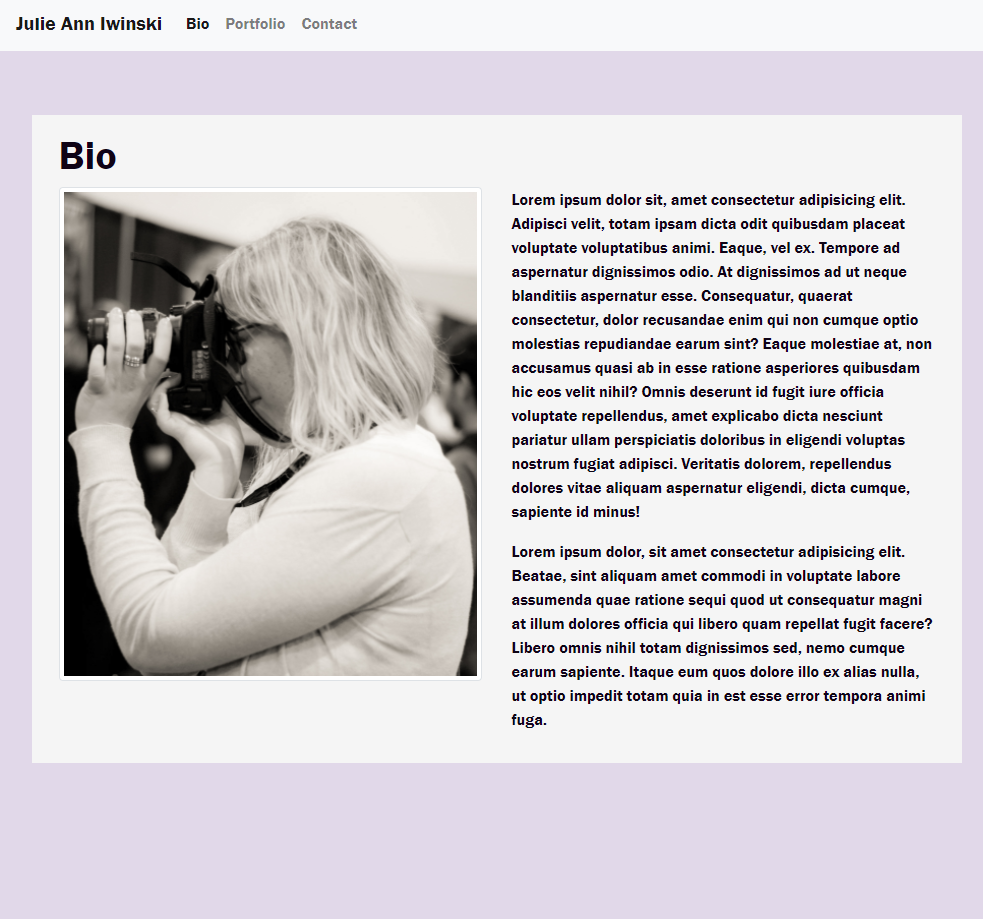 Julie Ann Iwinski Bio Portfolio Contact
Bio
Lorem ipsum dolor sit, amet consectetur adipisicing elit.
Adipisci velit, totam ipsam dicta odit quibusdam placeat
voluptate voluptatibus animi. Eaque, vel ex. Tempore ad
aspernatur dignissimos odio. At dignissimos ad ut neque
blanditiis aspernatur esse. Consequatur, quaerat
consectetur, dolor recusandae enim qui non cumque optio
molestias repudiandae earum sint? Eaque molestiae at, non
accusamus quasi ab in esse ratione asperiores quibusdam
hic eos velit nihil? Omnis deserunt id fugit iure officia
voluptate repellendus, amet explicabo dicta nesciunt
pariatur ullam perspiciatis doloribus in eligendi voluptas
nostrum fugiat adipisci. Veritatis dolorem, repellendus
dolores vitae aliquam aspernatur eligendi, dicta cumque,
sapiente id minus!
Lorem ipsum dolor, sit amet consectetur adipisicing elit.
Beatae, sint aliquam amet commodi in voluptate labore
assumenda quae ratione sequi quod ut consequatur magni
at illum dolores officia qui libero quam repellat fugit facere?
Libero omnis nihil totam dignissimos sed, nemo cumque
earum sapiente. Itaque eum quos dolore illo ex alias nulla,
ut optio impedit totam quia in est esse error tempora animi
fuga.